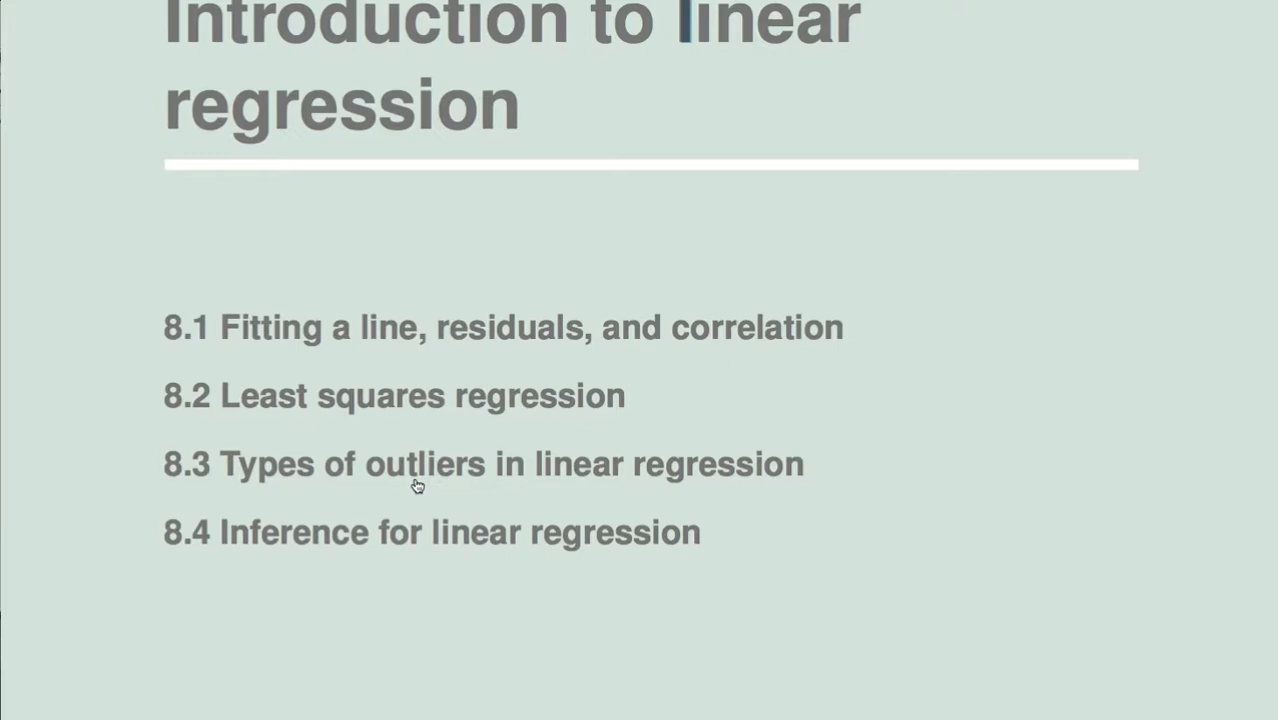 Introduction to linear
regression
8.1 Fitting a line, residuals, and correlation
8.2 Least squares regression
8.3 Types of outliers in linear regression
8.4 Inference for linear regression